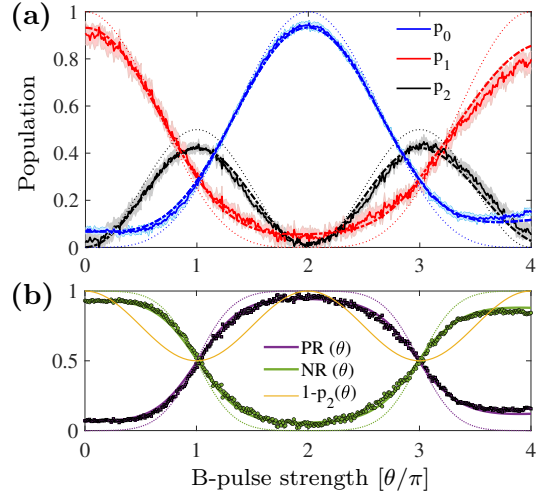 (a)
1
0.8
0.6
0.4
0.2
0
Population
p₀
p₁
p₂
0 1 2 3 4
(b)
1
0.5
0
PR (θ)
NR (θ)
1-p₂(θ)
0 1 2 3 4
B-pulse strength [θ/π]